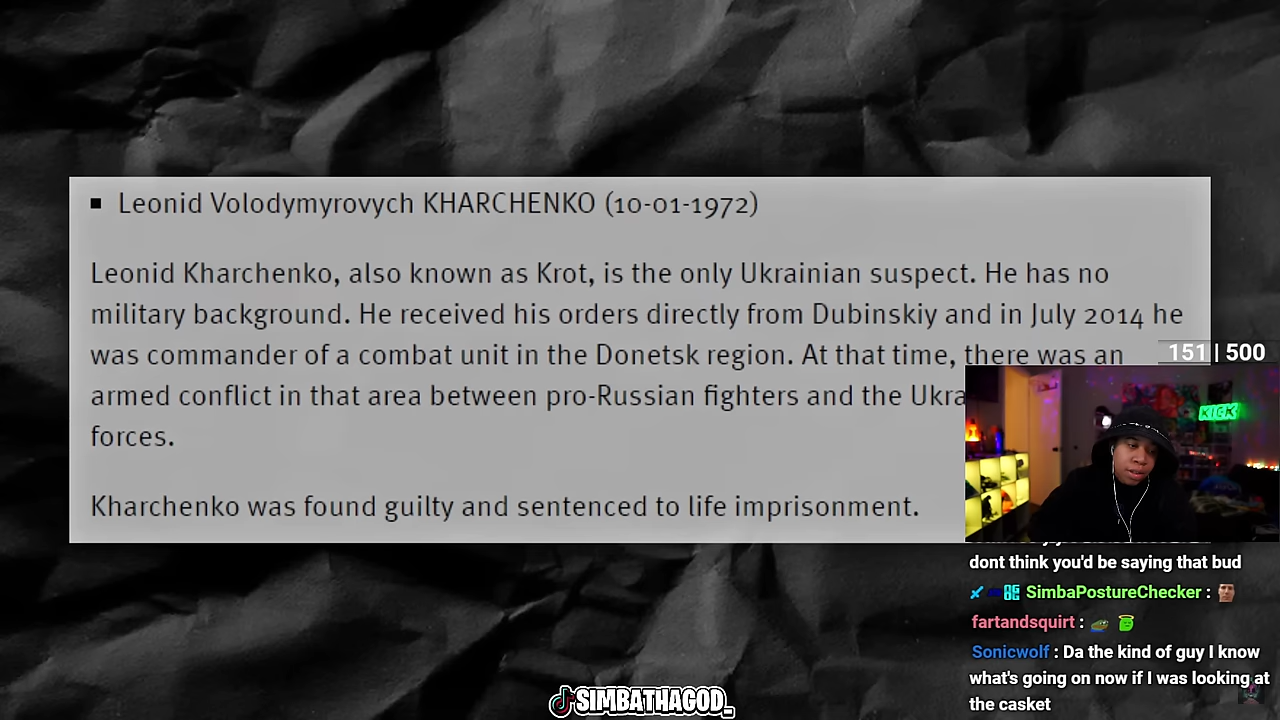 ▪ Leonid Volodymyrovych KHARCHENKO (10-01-1972)
Leonid Kharchenko, also known as Krot, is the only Ukrainian suspect. He has no
military background. He received his orders directly from Dubinskiy and in July 2014 he
was commander of a combat unit in the Donetsk region. At that time, there was an
armed conflict in that area between pro-Russian fighters and the Ukra
forces.
Kharchenko was found guilty and sentenced to life imprisonment.
151 | 500
KICK
dont think you'd be saying that bud
SimbaPostureChecker :
fartandsquirt :
Sonicwolf : Da the kind of guy I know
what's going on now if I was looking at
the casket
SIMBATHAGOD_